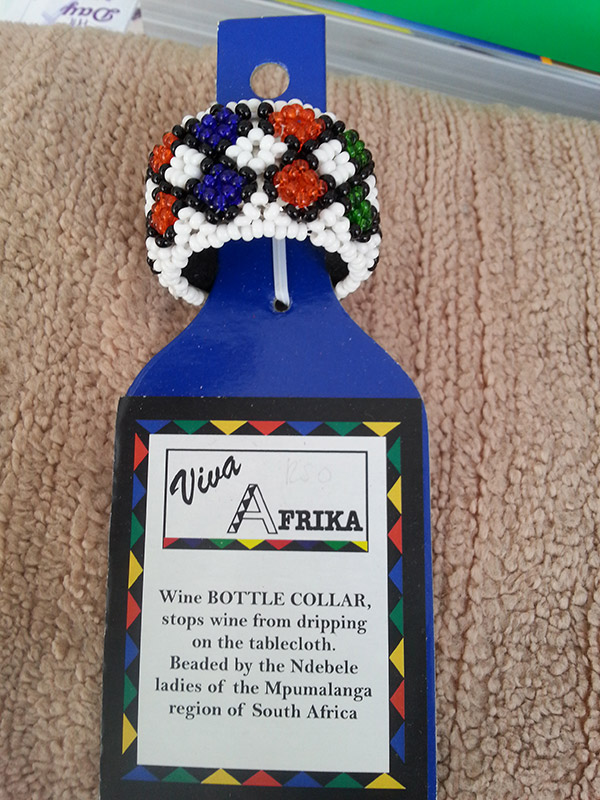 Day
Viva
AFRIKA
Wine BOTTLE COLLAR,
stops wine from dripping
on the tablecloth.
Beaded by the Ndebele
ladies of the Mpumalanga
region of South Africa